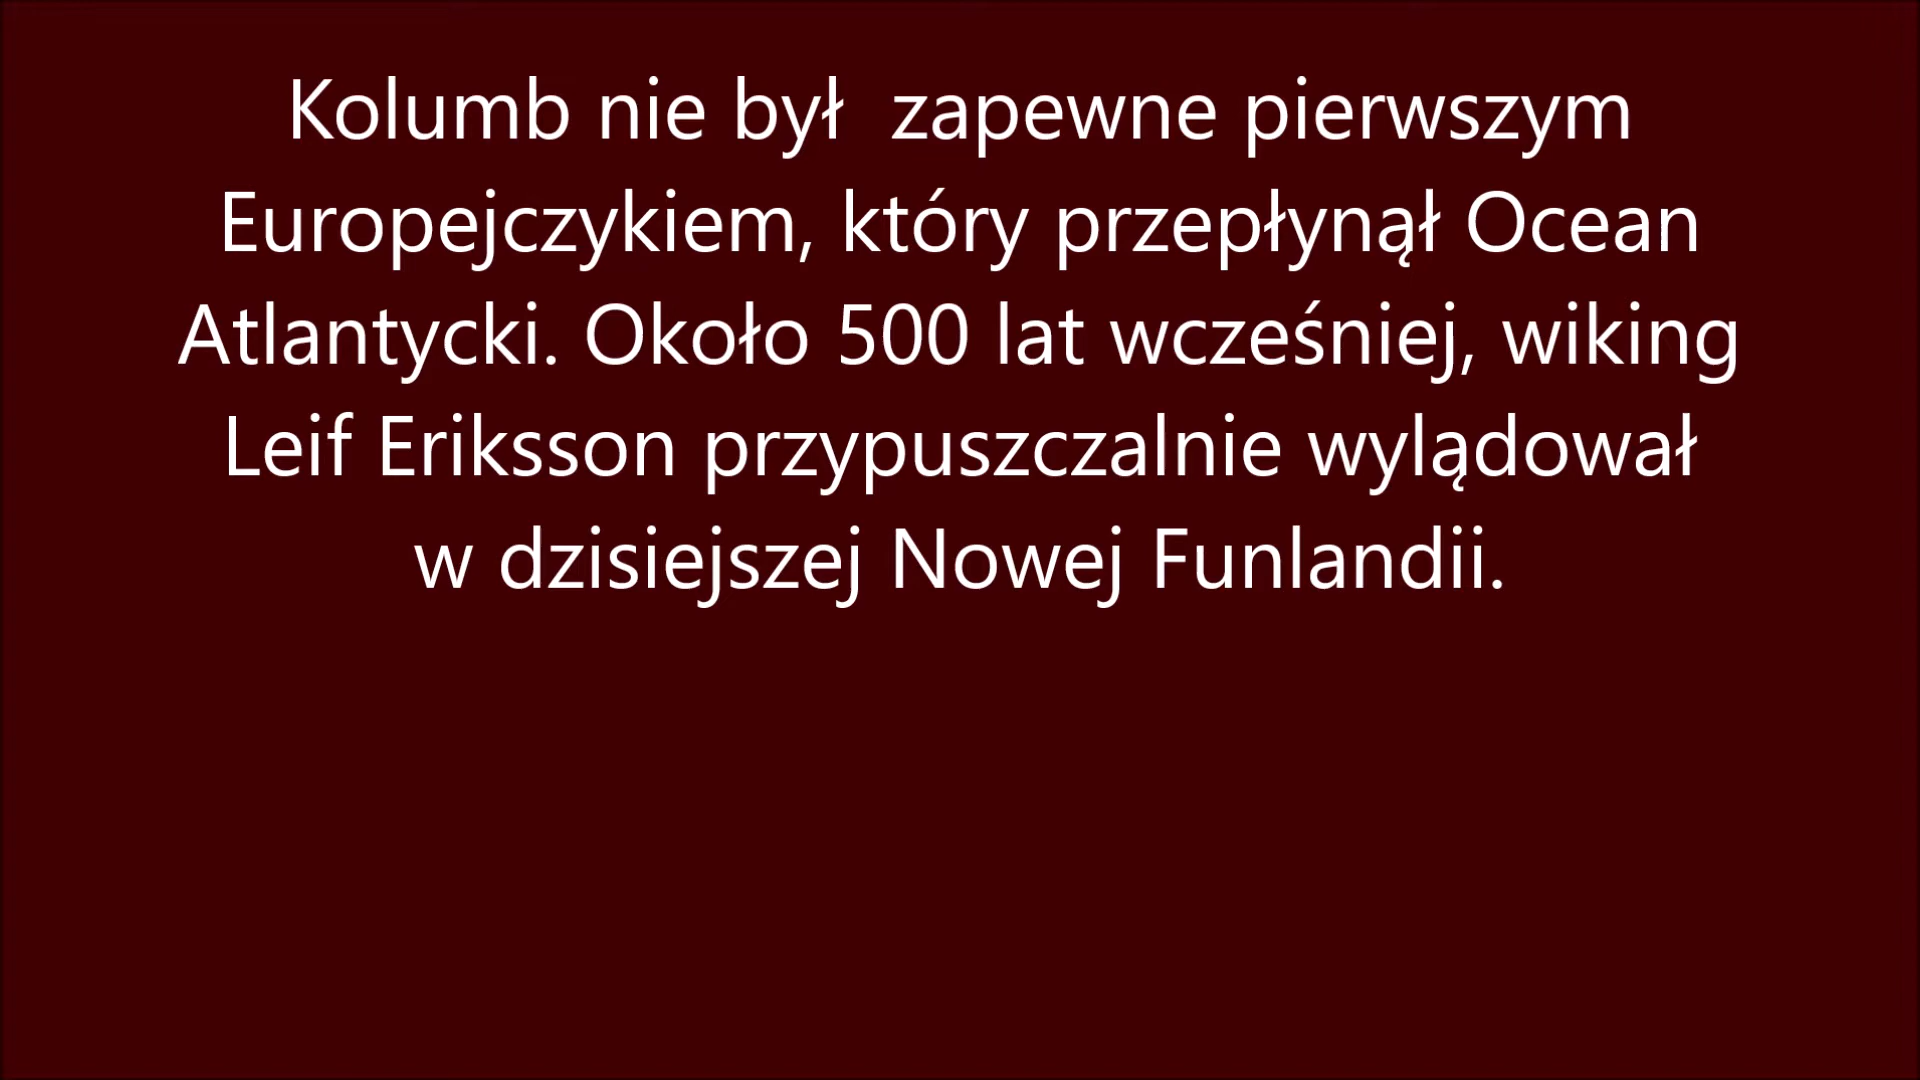 Kolumb nie był  zapewne pierwszym
Europejczykiem, który przepłynął Ocean
Atlantycki. Około 500 lat wcześniej, wiking
Leif Eriksson przypuszczalnie wylądował
w dzisiejszej Nowej Funlandii.